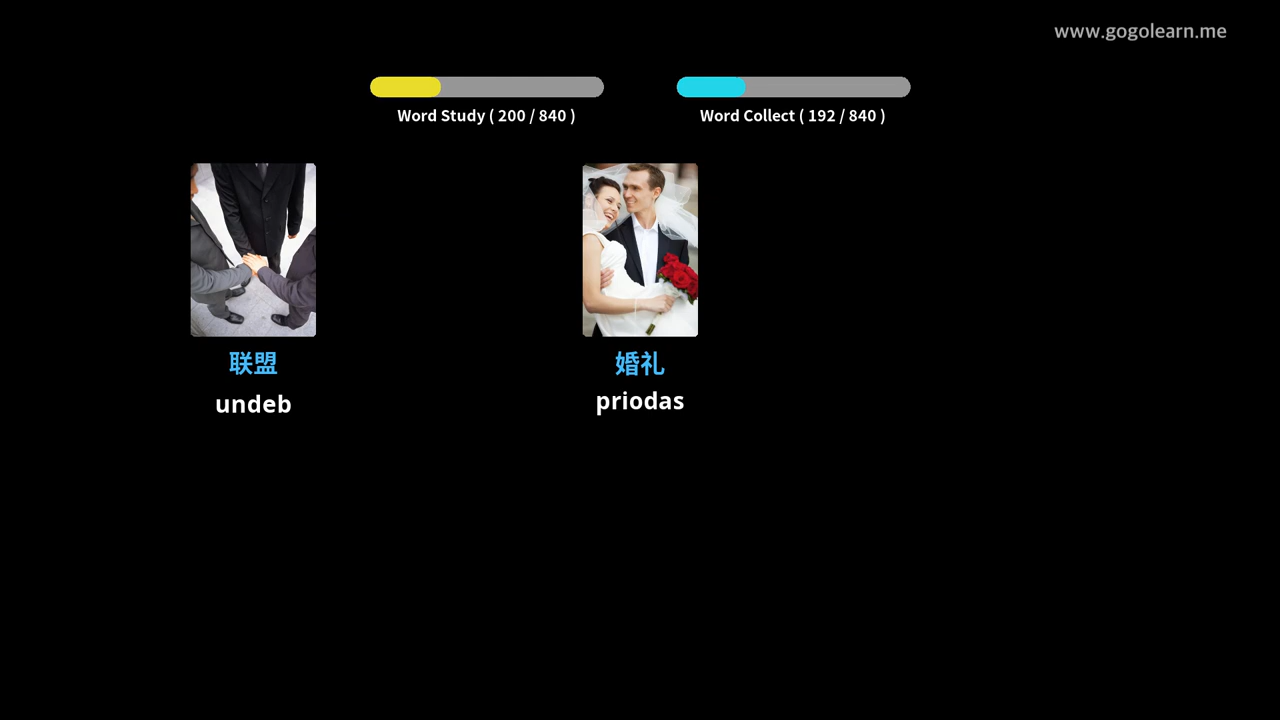 www.gogolearn.me
Word Study ( 200 / 840 )
Word Collect ( 192 / 840 )
联盟
undeb
婚礼
priodas